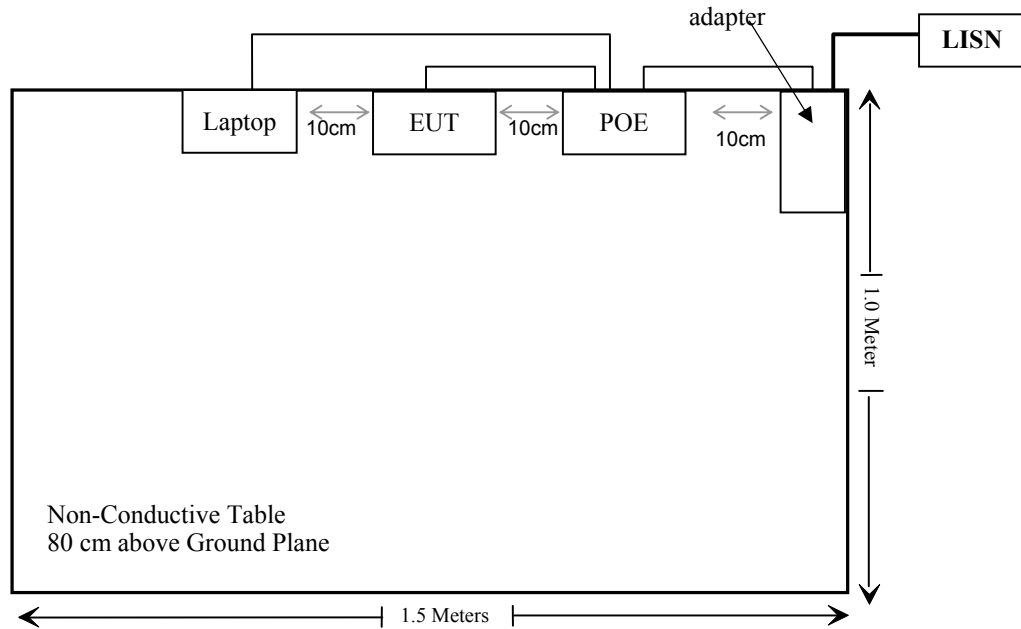 adapter
LISN
Laptop
10cm
EUT
10cm
POE
10cm
1.0 Meter
Non-Conductive Table
80 cm above Ground Plane
1.5 Meters